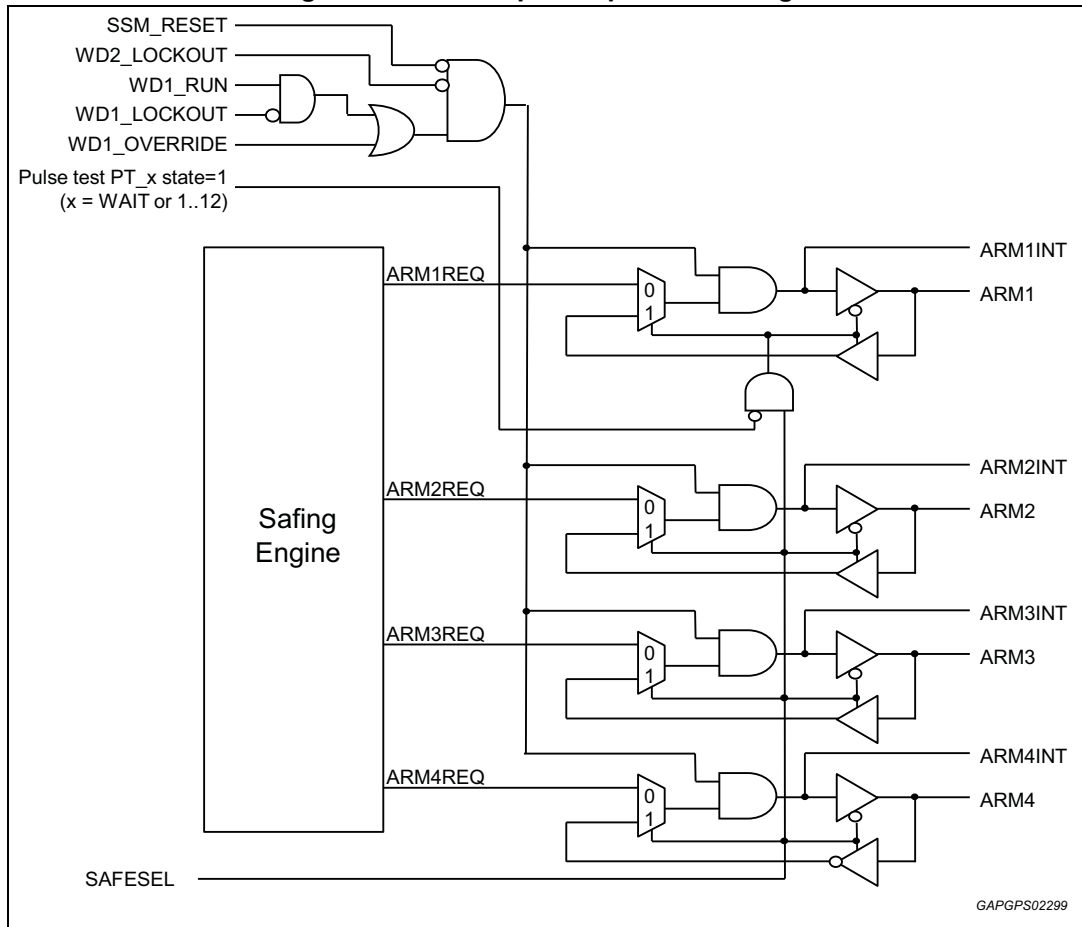 SSM_RESET
WD2_LOCKOUT
WD1_RUN
WD1_LOCKOUT
WD1_OVERRIDE
Pulse test PT_x state=1
(x = WAIT or 1..12)
ARM1INT
ARM1REQ
0
1
ARM1
ARM2INT
ARM2REQ
0
1
ARM2
Safing
Engine
ARM3INT
ARM3REQ
0
1
ARM3
ARM4INT
ARM4REQ
0
1
ARM4
SAFESEL
GAPGPS02299